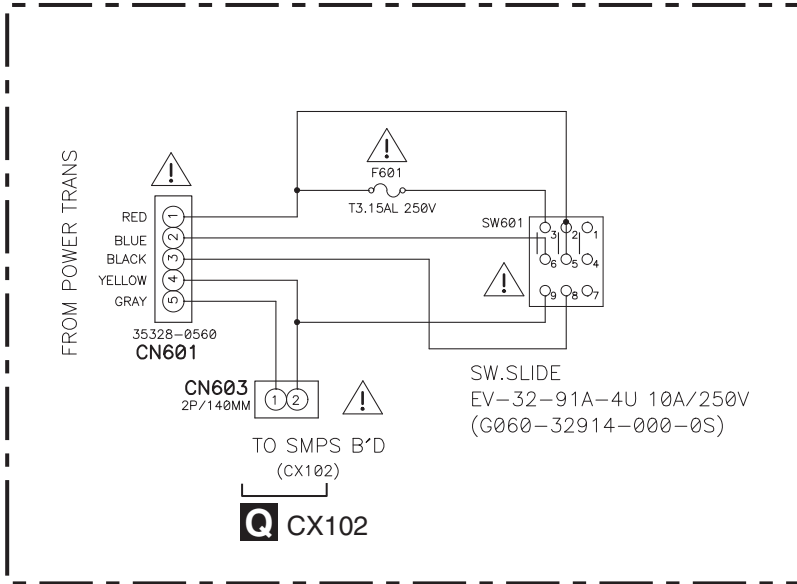 FROM POWER TRANS
RED
BLUE
BLACK
YELLOW
GRAY
1
2
3
4
5
35328-0560
CN601
!
!
F601
T3.15AL 250V
SW601
3 2 1
6 5 4
9 8 7
!
CN603
2P/140MM
1 2
!
TO SMPS B'D
(CX102)
Q CX102
SW.SLIDE
EV-32-91A-4U 10A/250V
(G060-32914-000-0S)